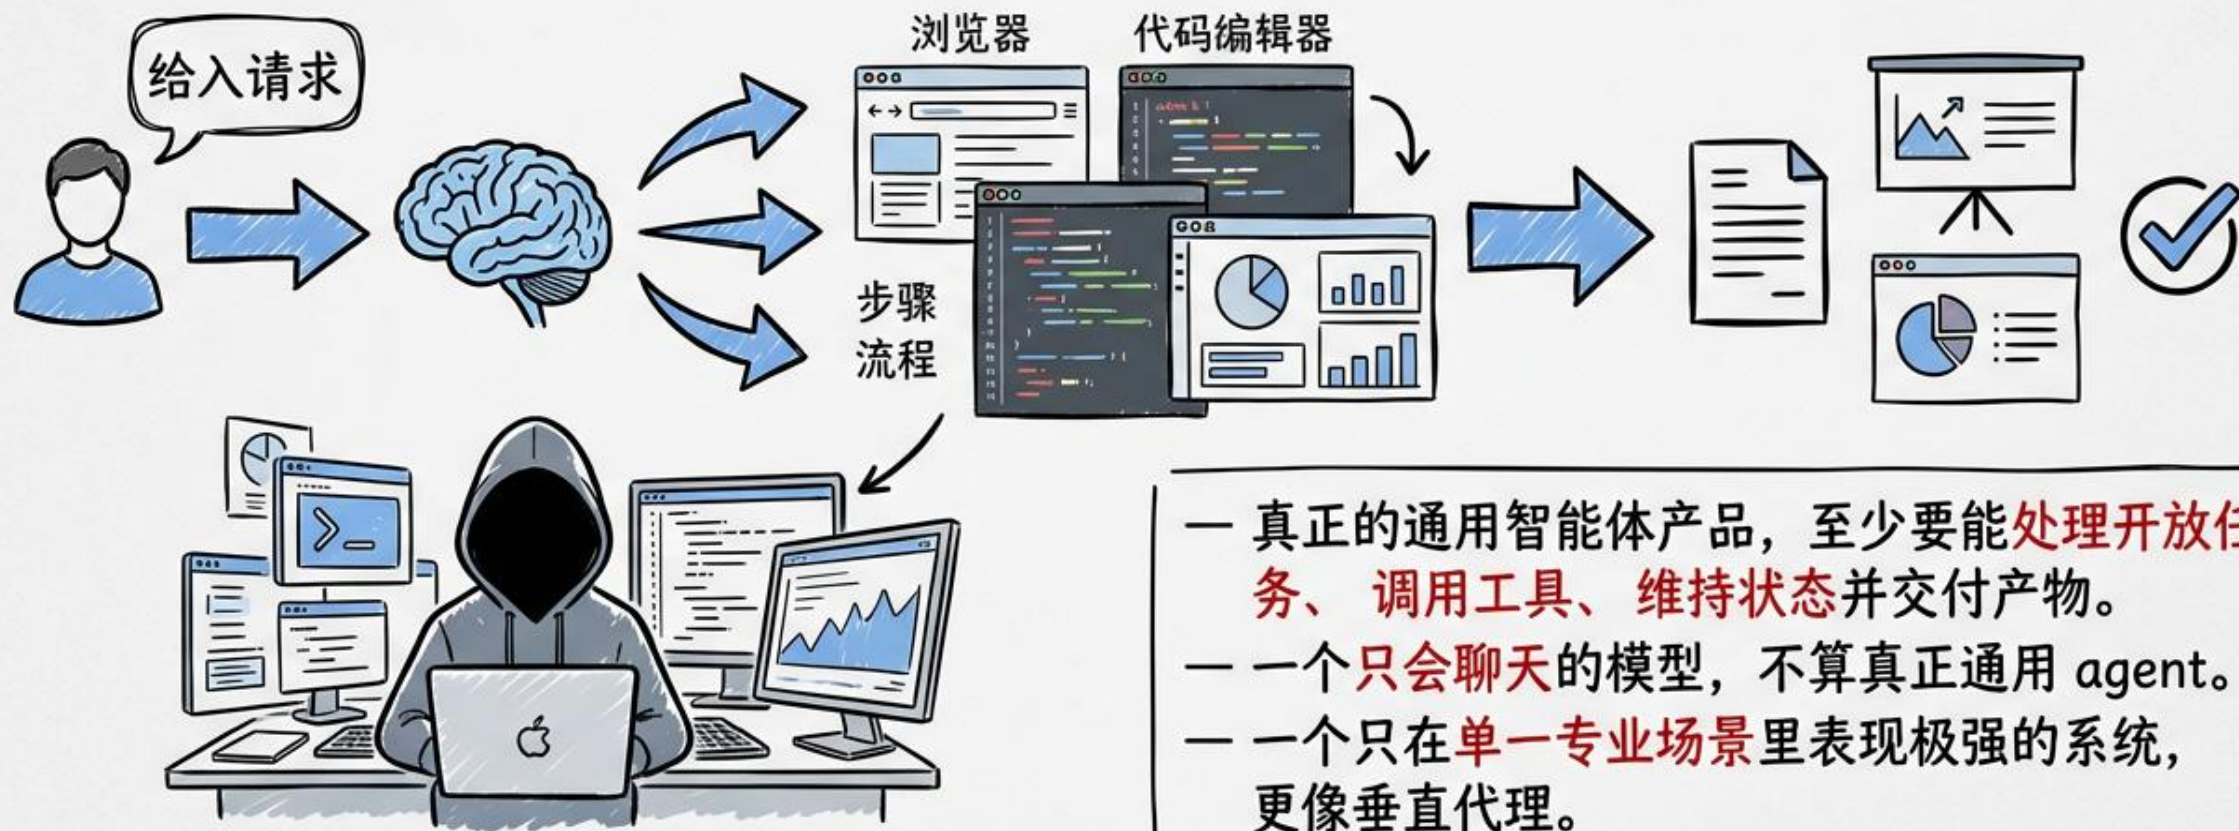 给入请求
浏览器
代码编辑器
步骤
流程
— 真正的通用智能体产品，至少要能处理开放任
务、 调用工具、 维持状态并交付产物。
— 一个只会聊天的模型，不算真正通用 agent。
— 一个只在单一专业场景里表现极强的系统，
更像垂直代理。